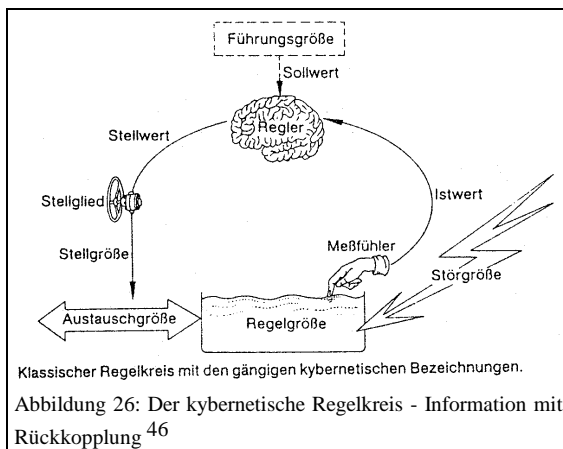 Führungsgröße
Sollwert
Regler
Stellwert
Stellglied
Istwert
Stellgröße
Meßfühler
Störgröße
Austauschgröße
Regelgröße
Klassischer Regelkreis mit den gängigen kybernetischen Bezeichnungen.
Abbildung 26: Der kybernetische Regelkreis - Information mit
Rückkopplung 46